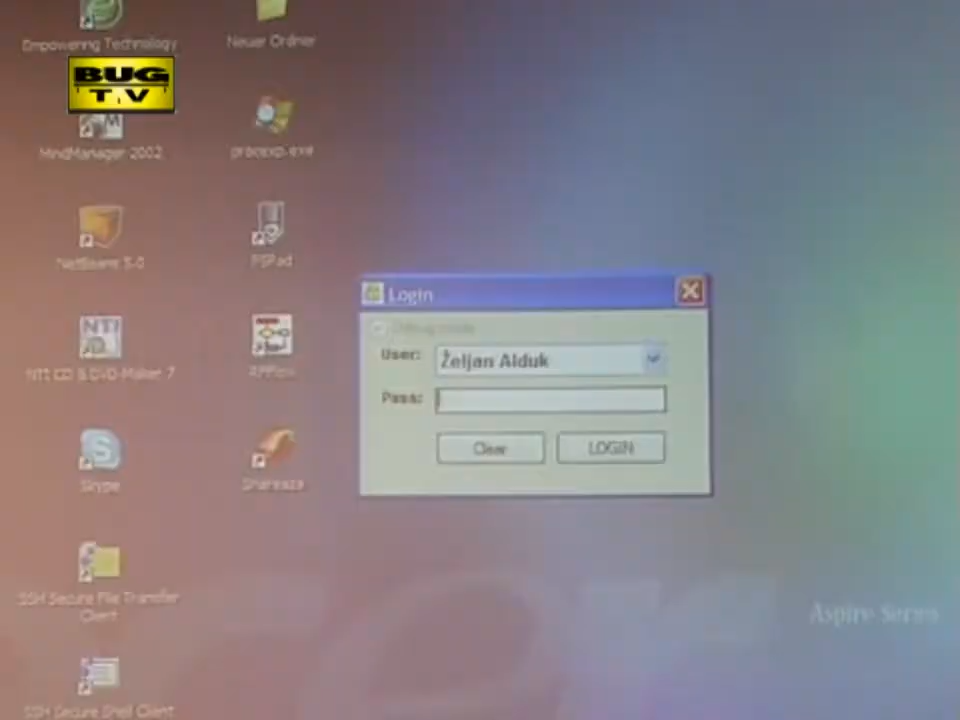 Empowering Technology
Neuer Ordner
BUG
TV
MindManager 2002
procexp.exe
NetBeans 5.0
PSPad
NTI
NTI CD & DVD-Maker 7
Skype
Shareaza
SSH Secure File Transfer
Client
SSH Secure Shell Client
Login
User:
Željan Alduk
Pass:
Clear
LOGIN
Aspire Series